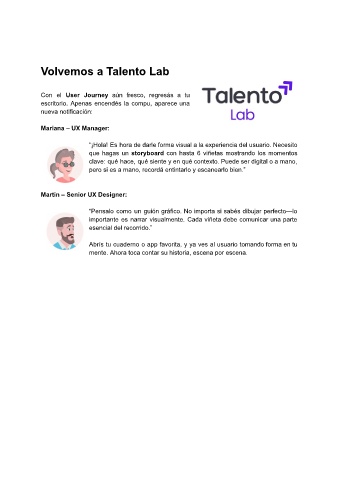 Volvemos a Talento Lab
Con el User Journey aún fresco, regresás a tu
escritorio. Apenas encendés la compu, aparece una
nueva notificación:
Talento
Lab
Mariana – UX Manager:
“¡Hola! Es hora de darle forma visual a la experiencia del usuario. Necesito
que hagas un storyboard con hasta 6 viñetas mostrando los momentos
clave: qué hace, qué siente y en qué contexto. Puede ser digital o a mano,
pero si es a mano, recordá entintarlo y escanearlo bien.”
Martín – Senior UX Designer:
“Pensalo como un guión gráfico. No importa si sabés dibujar perfecto—lo
importante es narrar visualmente. Cada viñeta debe comunicar una parte
esencial del recorrido.”
Abrís tu cuaderno o app favorita, y ya ves al usuario tomando forma en tu
mente. Ahora toca contar su historia, escena por escena.